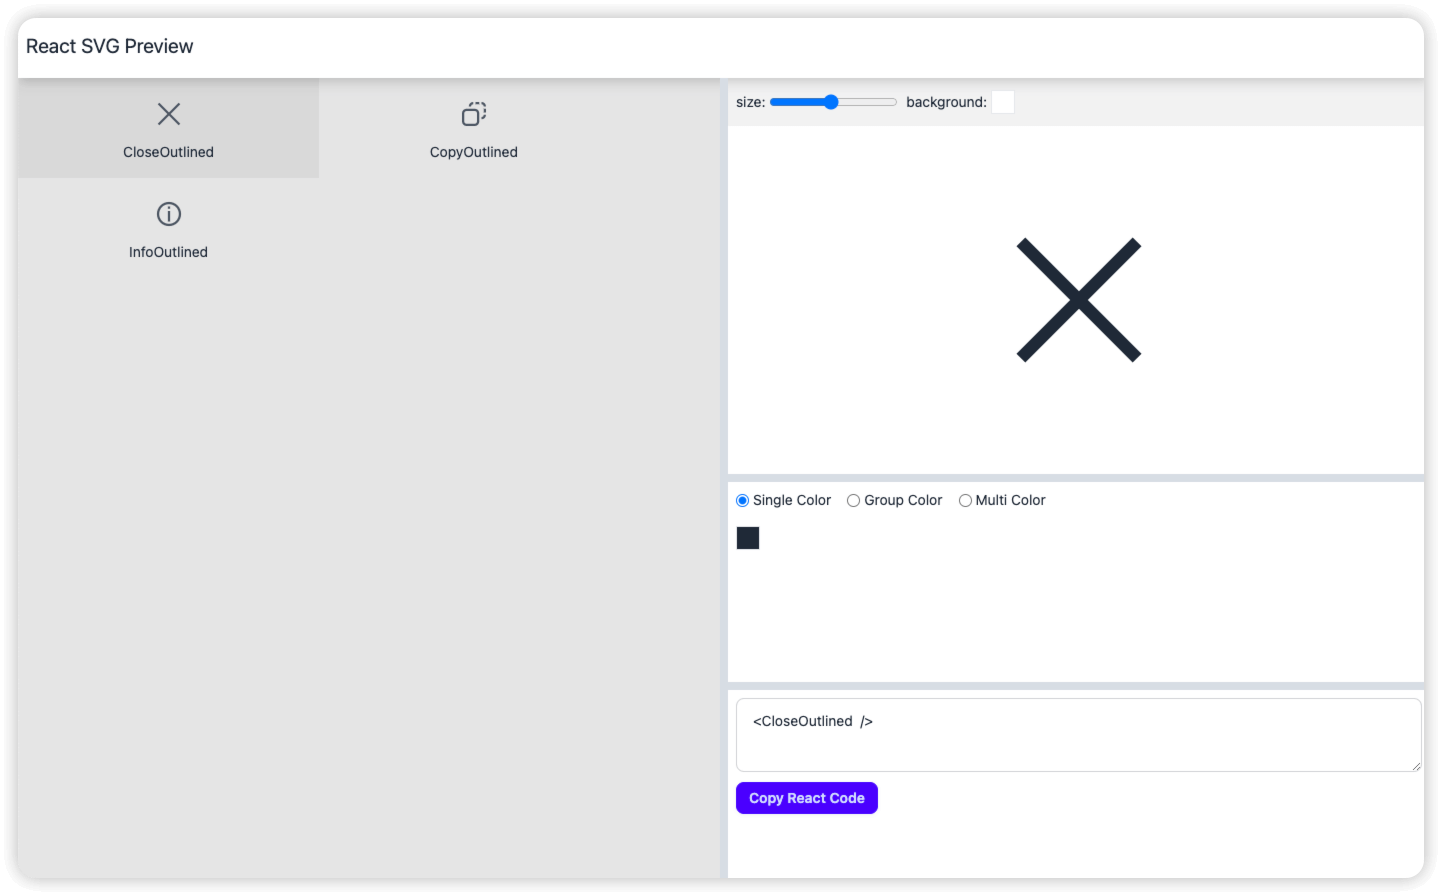 React SVG Preview
CloseOutlined
CopyOutlined
InfoOutlined
size:
background:
Single Color
Group Color
Multi Color
<CloseOutlined />
Copy React Code